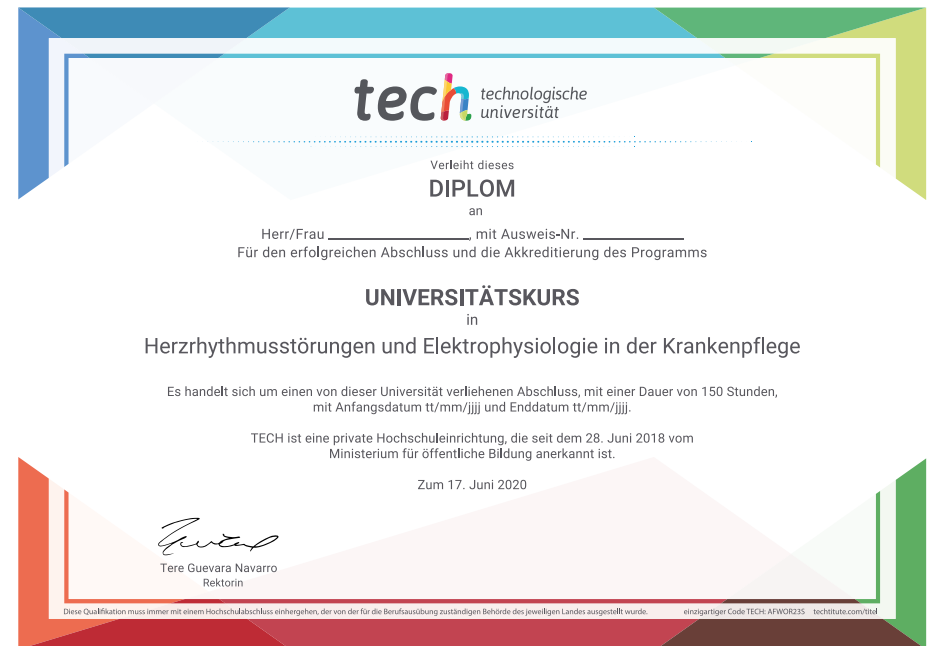 tech technologische
universität
Verleiht dieses
DIPLOM
an
Herr/Frau ____________________, mit Ausweis-Nr. ______________
Für den erfolgreichen Abschluss und die Akkreditierung des Programms
UNIVERSITÄTSKURS
in
Herzrhythmusstörungen und Elektrophysiologie in der Krankenpflege
Es handelt sich um einen von dieser Universität verliehenen Abschluss, mit einer Dauer von 150 Stunden,
mit Anfangsdatum tt/mm/jjjj und Enddatum tt/mm/jjjj.
TECH ist eine private Hochschuleinrichtung, die seit dem 28. Juni 2018 vom
Ministerium für öffentliche Bildung anerkannt ist.
Zum 17. Juni 2020
Tere Guevara Navarro
Rektorin
Diese Qualifikation muss immer mit einem Hochschulabschluss einhergehen, der von der für die Berufsausübung zuständigen Behörde des jeweiligen Landes ausgestellt wurde. einzigartiger Code TECH: AFWOR23S techtitute.com/titel